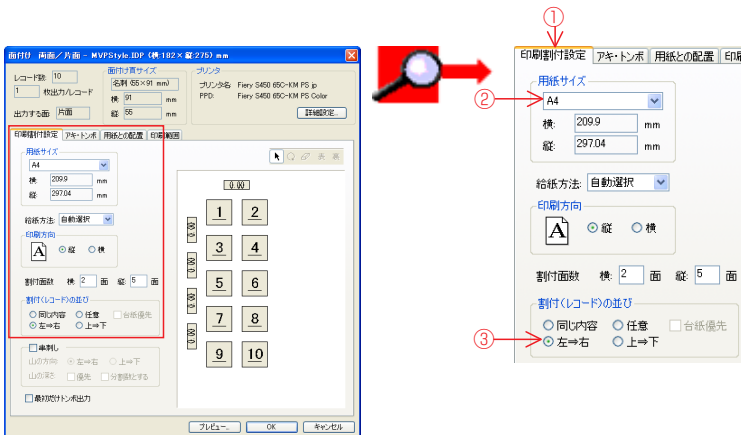 面付け 両面／片面 - MVPStyle.IDP (横:182× 縦:275) mm
レコード数: 10
1 枚出力/レコード
出力する面: 片面
面付け頁サイズ
名刺 (55×91 mm)
横: 91 mm
縦: 55 mm
プリンタ
プリンタ名: Fiery S450 65C-KM PS jp
PPD: Fiery S450 65C-KM PS Color
詳細設定...
印刷割付設定 アキ・トンボ 用紙との配置 印刷範囲
用紙サイズ
A4
横: 209.9 mm
縦: 297.04 mm
給紙方法: 自動選択
印刷方向
A 縦 横
割付面数 横: 2 面 縦: 5 面
割付(レコード)の並び
同じ内容 任意 台紙優先
左⇒右 上⇒下
串刺し
山の方向: 左⇒右 上⇒下
山の深さ: 優先 分割数とする
最初だけトンボ出力
0.00
1 2
0.00
3 4
0.00
5 6
0.00
7 8
0.00
9 10
プレビュー... OK キャンセル
①
印刷割付設定 アキ・トンボ 用紙との配置 印刷
用紙サイズ
② A4
横: 209.9 mm
縦: 297.04 mm
給紙方法: 自動選択
印刷方向
A 縦 横
割付面数 横: 2 面 縦: 5 面
割付(レコード)の並び
同じ内容 任意 台紙優先
③ 左⇒右 上⇒下